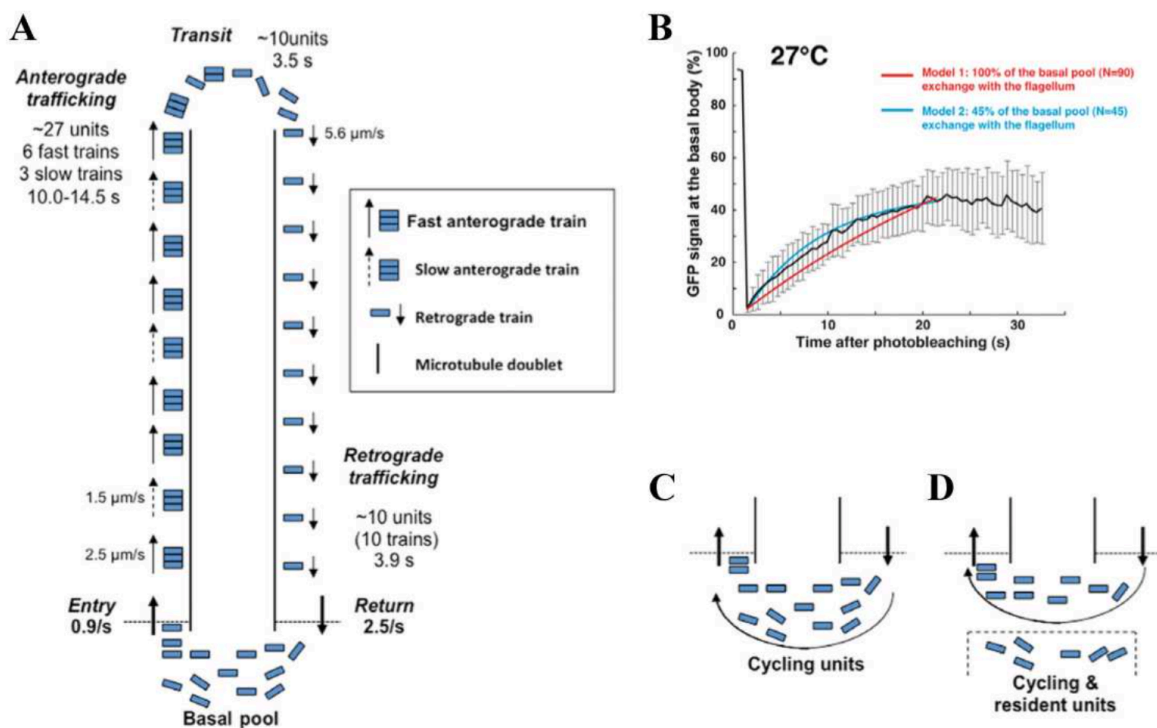 A
Transit
~10units
3.5 s
Anterograde
trafficking
~27 units
6 fast trains
3 slow trains
10.0-14.5 s
5.6 µm/s
Fast anterograde train
Slow anterograde train
Retrograde train
Microtubule doublet
1.5 µm/s
2.5 µm/s
Retrograde
trafficking
~10 units
(10 trains)
3.9 s
Entry
0.9/s
Return
2.5/s
Basal pool
B
27°C
Model 1: 100% of the basal pool (N=90)
exchange with the flagellum
Model 2: 45% of the basal pool (N=45)
exchange with the flagellum
GFP signal at the basal body (%)
100
80
60
40
20
0
0
10
20
30
Time after photobleaching (s)
C
Cycling units
D
Cycling &
resident units